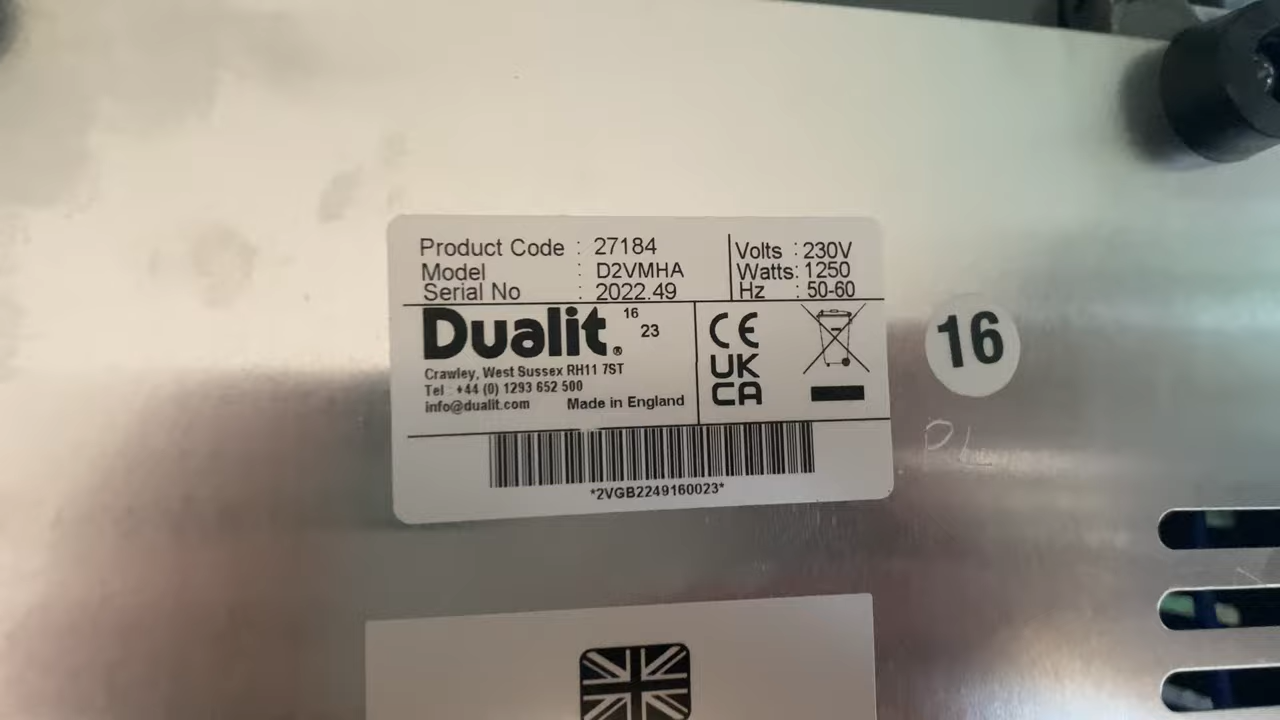 Product Code : 27184
Model : D2VMHA
Serial No : 2022.49
Volts : 230V
Watts: 1250
Hz : 50-60
Dualit® 16 23
Crawley, West Sussex RH11 7ST
Tel : +44 (0) 1293 652 500
info@dualit.com Made in England
CE
UK
CA
*2VGB2249160023*
16
PL